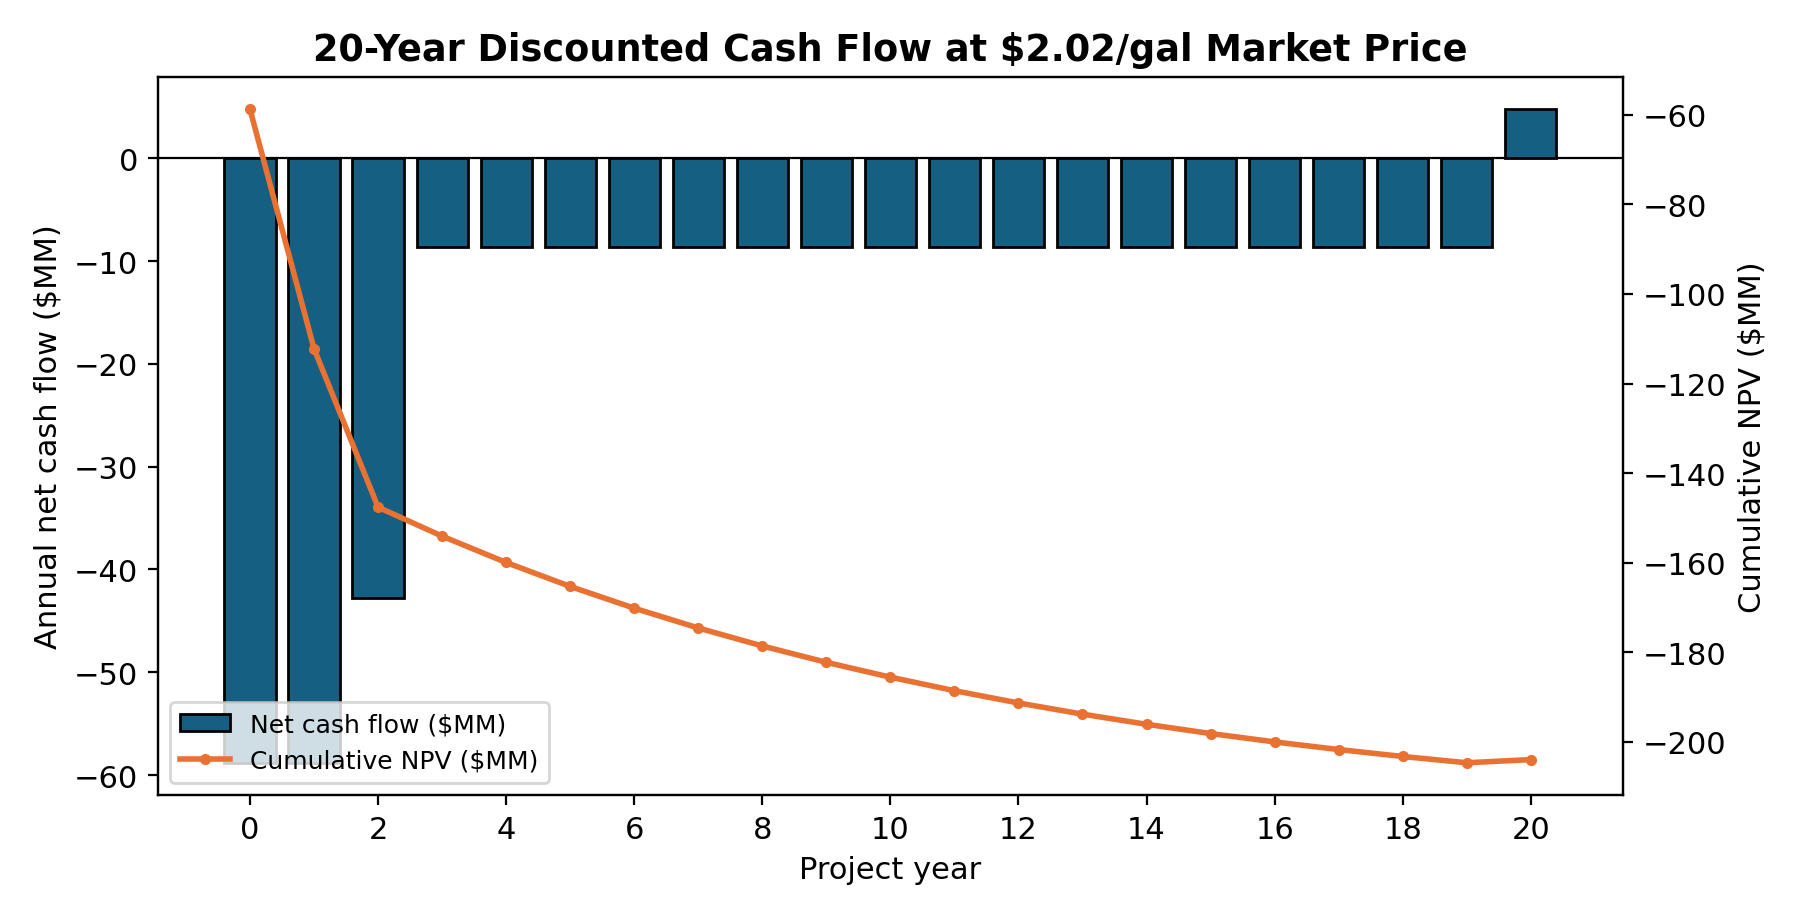 20-Year Discounted Cash Flow at $2.02/gal Market Price
Annual net cash flow ($MM)
0
−10
−20
−30
−40
−50
−60
Net cash flow ($MM)
Cumulative NPV ($MM)
0 2 4 6 8 10 12 14 16 18 20
Project year
−60
−80
−100
−120
−140
−160
−180
−200
Cumulative NPV ($MM)